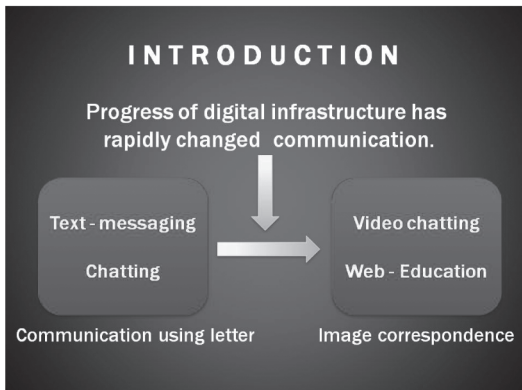 INTRODUCTION
Progress of digital infrastructure has
rapidly changed communication.
Text - messaging
Chatting
Communication using letter
Video chatting
Web - Education
Image correspondence